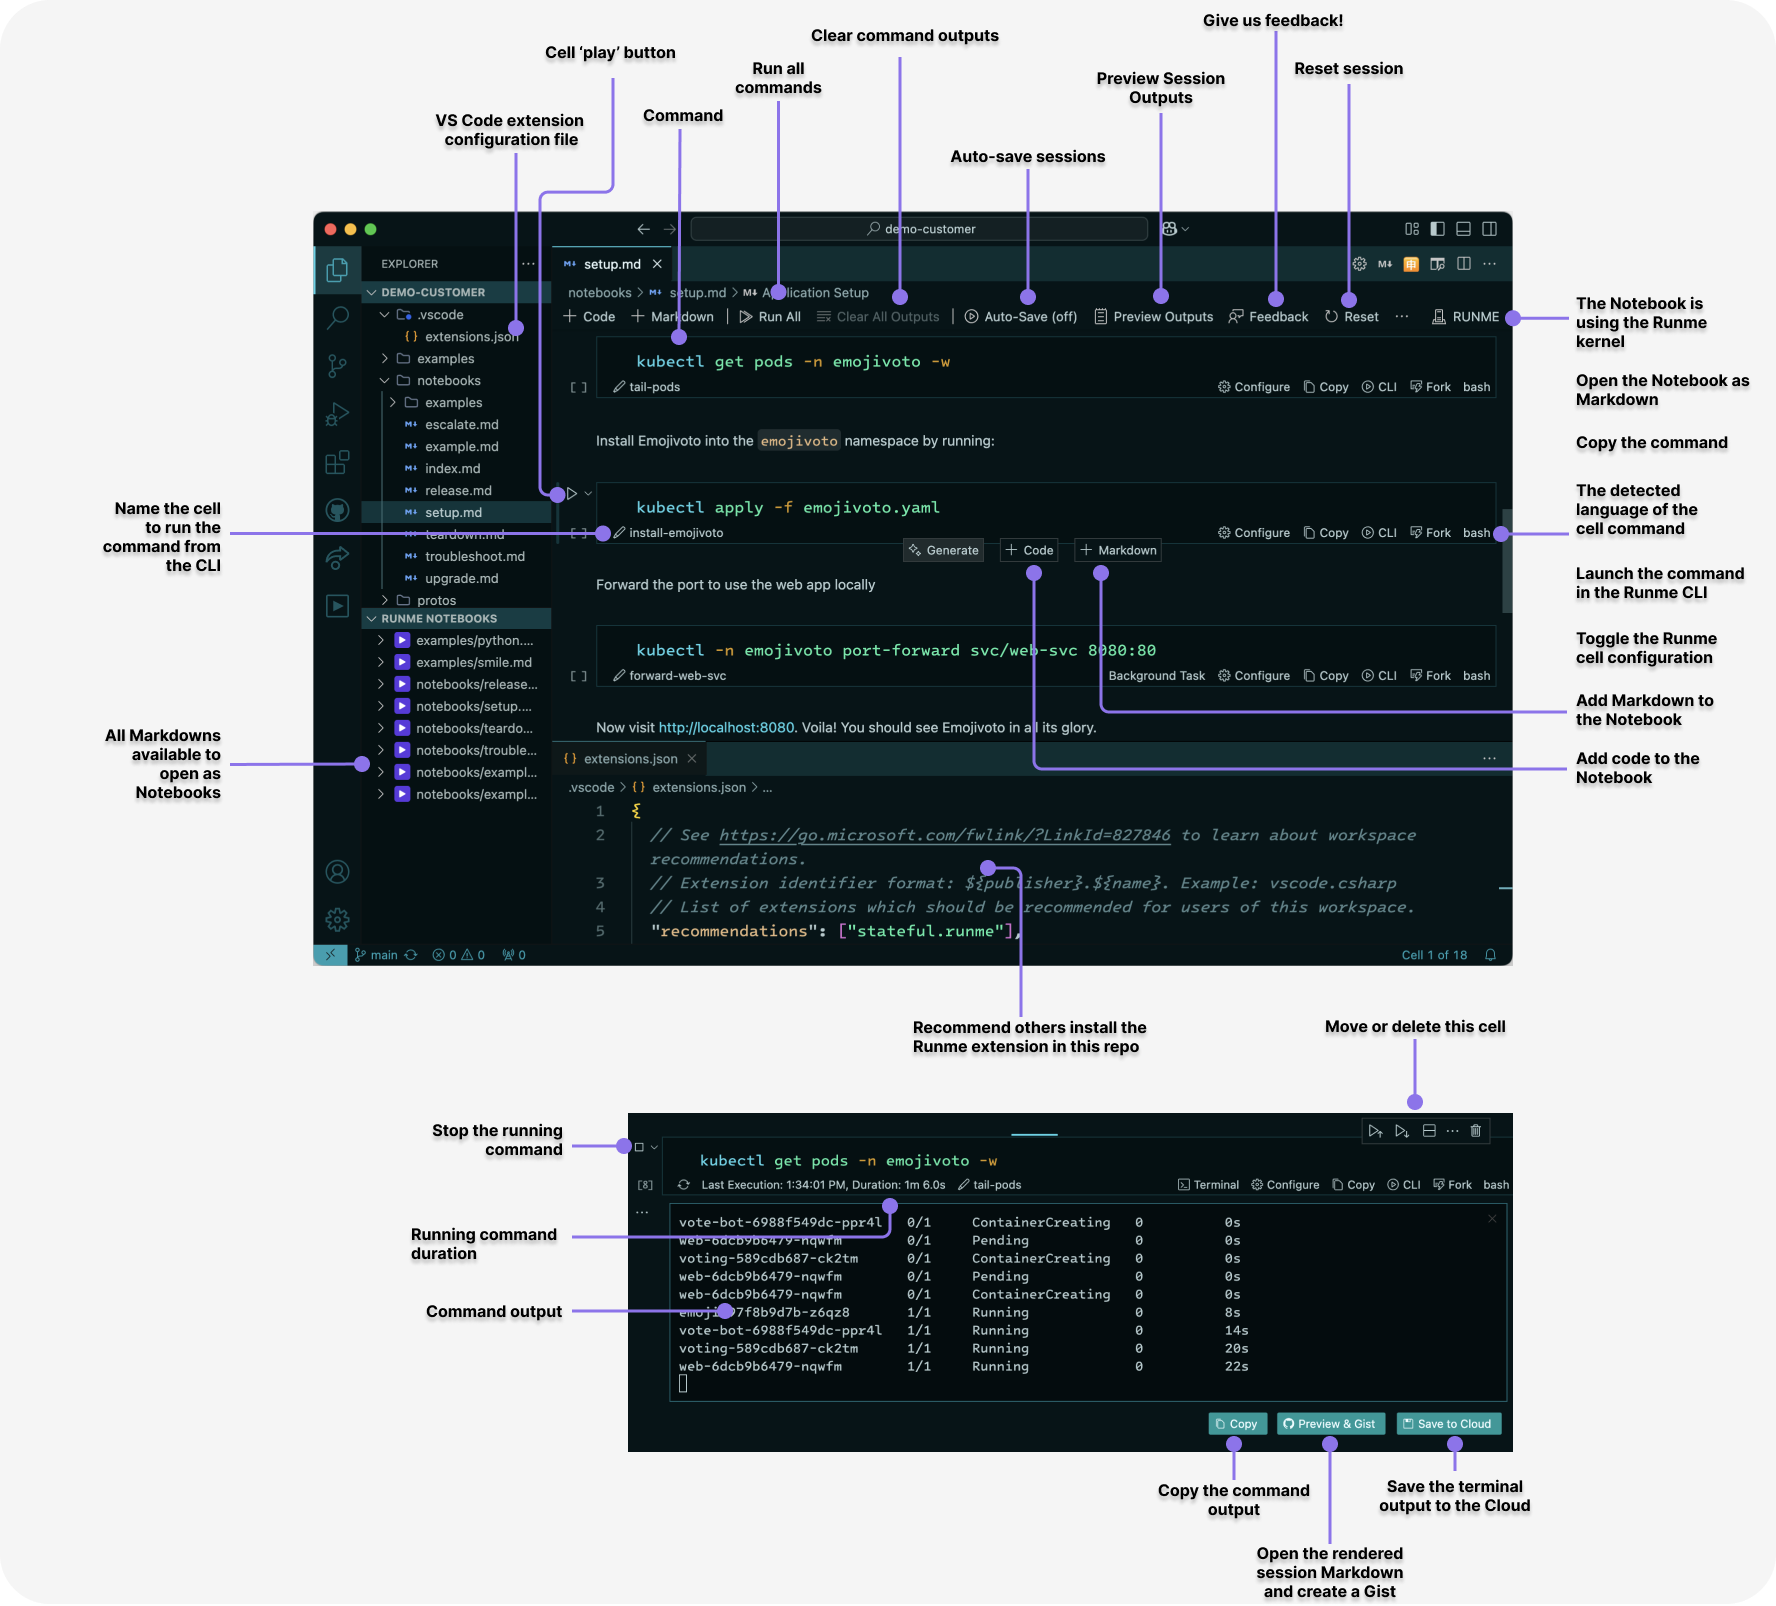 Give us feedback!
Clear command outputs
Cell ‘play’ button
Run all
commands
Reset session
Preview Session
Outputs
Command
VS Code extension
configuration file
Auto-save sessions
demo-customer
EXPLORER
setup.md
DEMO-CUSTOMER
notebooks > setup.md > Application Setup
.vscode
Code
Markdown
Run All
Clear All Outputs
Auto-Save (off)
Preview Outputs
Feedback
Reset
RUNME
The Notebook is
using the Runme
kernel
extensions.json
examples
kubectl get pods -n emojivoto -w
notebooks
[ ]
tail-pods
Configure
Copy
CLI
Fork
bash
Open the Notebook as
Markdown
examples
escalate.md
Install Emojivoto into the emojivoto namespace by running:
Copy the command
example.md
index.md
release.md
The detected
language of the
cell command
setup.md
kubectl apply -f emojivoto.yaml
Name the cell
to run the
command from
the CLI
teardown.md
[ ]
install-emojivoto
Configure
Copy
CLI
Fork
bash
Generate
Code
Markdown
troubleshoot.md
upgrade.md
Forward the port to use the web app locally
Launch the command
in the Runme CLI
protos
RUNME NOTEBOOKS
examples/python....
kubectl -n emojivoto port-forward svc/web-svc 8080:80
Toggle the Runme
cell configuration
examples/smile.md
[ ]
forward-web-svc
Background Task
Configure
Copy
CLI
Fork
bash
notebooks/release...
notebooks/setup....
Add Markdown to
the Notebook
notebooks/teardo...
Now visit http://localhost:8080. Voila! You should see Emojivoto in all its glory.
All Markdowns
available to
open as
Notebooks
notebooks/trouble...
{} extensions.json
Add code to the
Notebook
notebooks/exampl...
.vscode > {} extensions.json > ...
notebooks/exampl...
1 {
2 // See https://go.microsoft.com/fwlink/?LinkId=827846 to learn about workspace
recommendations.
3 // Extension identifier format: ${publisher}.${name}. Example: vscode.csharp
4 // List of extensions which should be recommended for users of this workspace.
5 "recommendations": ["stateful.runme"],
main
0
0
0
Cell 1 of 18
Recommend others install the
Runme extension in this repo
Move or delete this cell
Stop the running
command
kubectl get pods -n emojivoto -w
[8]
Last Execution: 1:34:01 PM, Duration: 1m 6.0s
tail-pods
Terminal
Configure
Copy
CLI
Fork
bash
vote-bot-6988f549dc-ppr4l 0/1 ContainerCreating 0 0s
web-6dcb9b6479-nqwfm 0/1 Pending 0 0s
voting-589cdb687-ck2tm 0/1 ContainerCreating 0 0s
web-6dcb9b6479-nqwfm 0/1 Pending 0 0s
web-6dcb9b6479-nqwfm 0/1 ContainerCreating 0 0s
1/1 Running 0 8s
vote-bot-6988f549dc-ppr4l 1/1 Running 0 14s
voting-589cdb687-ck2tm 1/1 Running 0 20s
web-6dcb9b6479-nqwfm 1/1 Running 0 22s
Running command
duration
Command output
Copy
Preview & Gist
Save to Cloud
Copy the command
output
Save the terminal
output to the Cloud
Open the rendered
session Markdown
and create a Gist